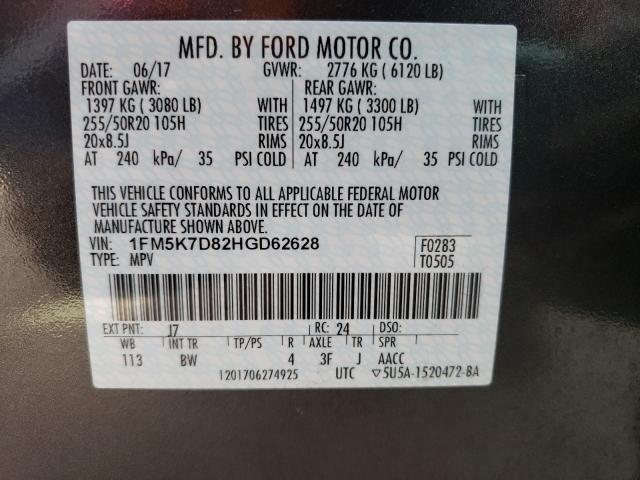 MFD. BY FORD MOTOR CO.
DATE: 06/17 GVWR: 2776 KG ( 6120 LB)
FRONT GAWR: REAR GAWR:
1397 KG ( 3080 LB) WITH 1497 KG ( 3300 LB) WITH
255/50R20 105H TIRES 255/50R20 105H TIRES
20x8.5J RIMS 20x8.5J RIMS
AT 240 kPa/ 35 PSI COLD AT 240 kPa/ 35 PSI COLD
THIS VEHICLE CONFORMS TO ALL APPLICABLE FEDERAL MOTOR
VEHICLE SAFETY STANDARDS IN EFFECT ON THE DATE OF
MANUFACTURE SHOWN ABOVE.
VIN: 1FM5K7D82HGD62628 F0283
TYPE: MPV T0505
EXT PNT: J7 RC: 24 DSO:
WB INT TR TP/PS R AXLE TR SPR
113 BW 4 3F J AACC
1201706274925 UTC ▽5U5A-1520472-BA